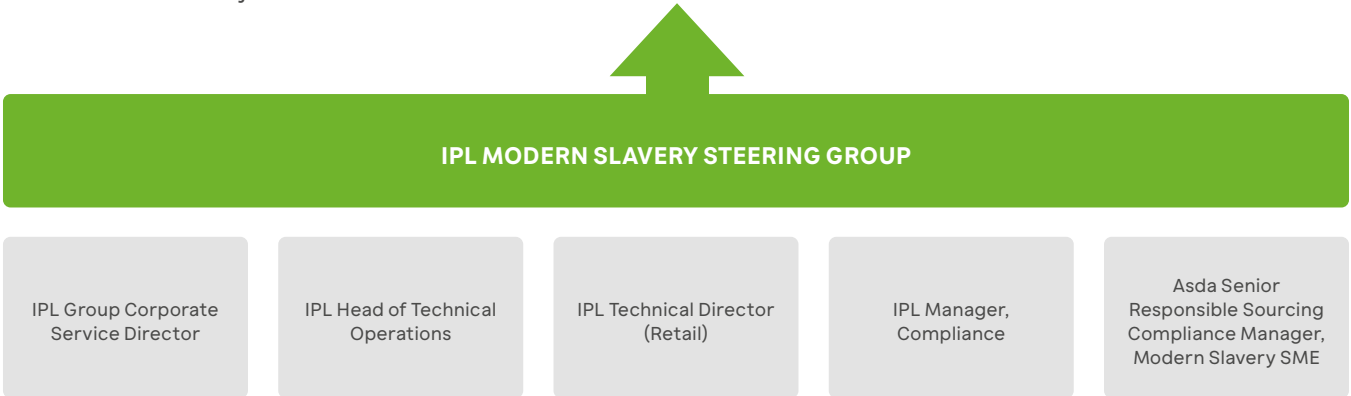 IPL MODERN SLAVERY STEERING GROUP
IPL Group Corporate
Service Director
IPL Head of Technical
Operations
IPL Technical Director
(Retail)
IPL Manager,
Compliance
Asda Senior
Responsible Sourcing
Compliance Manager,
Modern Slavery SME